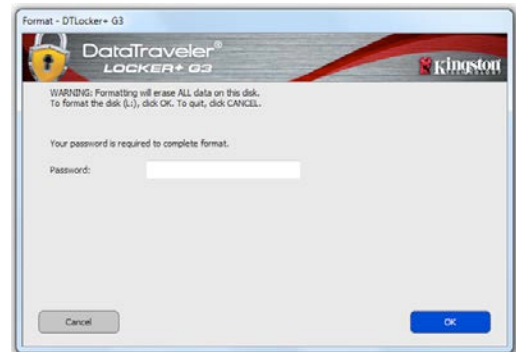 Format - DTLocker+ G3
DataTraveler®
LOCKER+ G3
Kingston
WARNING: Formatting will erase ALL data on this disk.
To format the disk (L:), click OK. To quit, click CANCEL.
Your password is required to complete format.
Password:
Cancel
OK